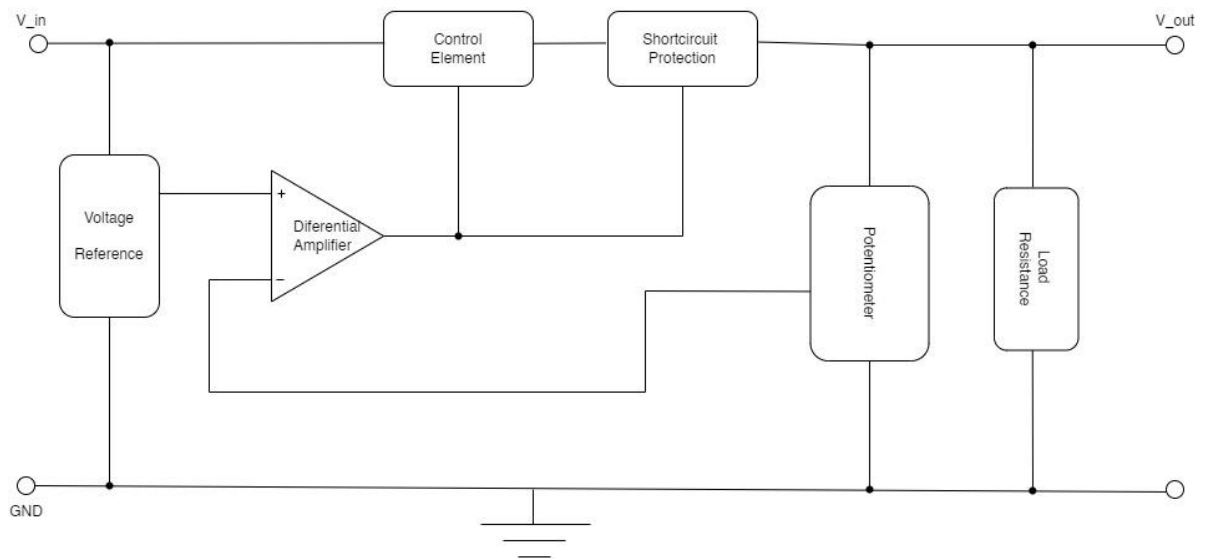 V_in
V_out
Control
Element
Shortcircuit
Protection
Voltage
Reference
+
Diferential
Amplifier
−
Potentiometer
Load
Resistance
GND